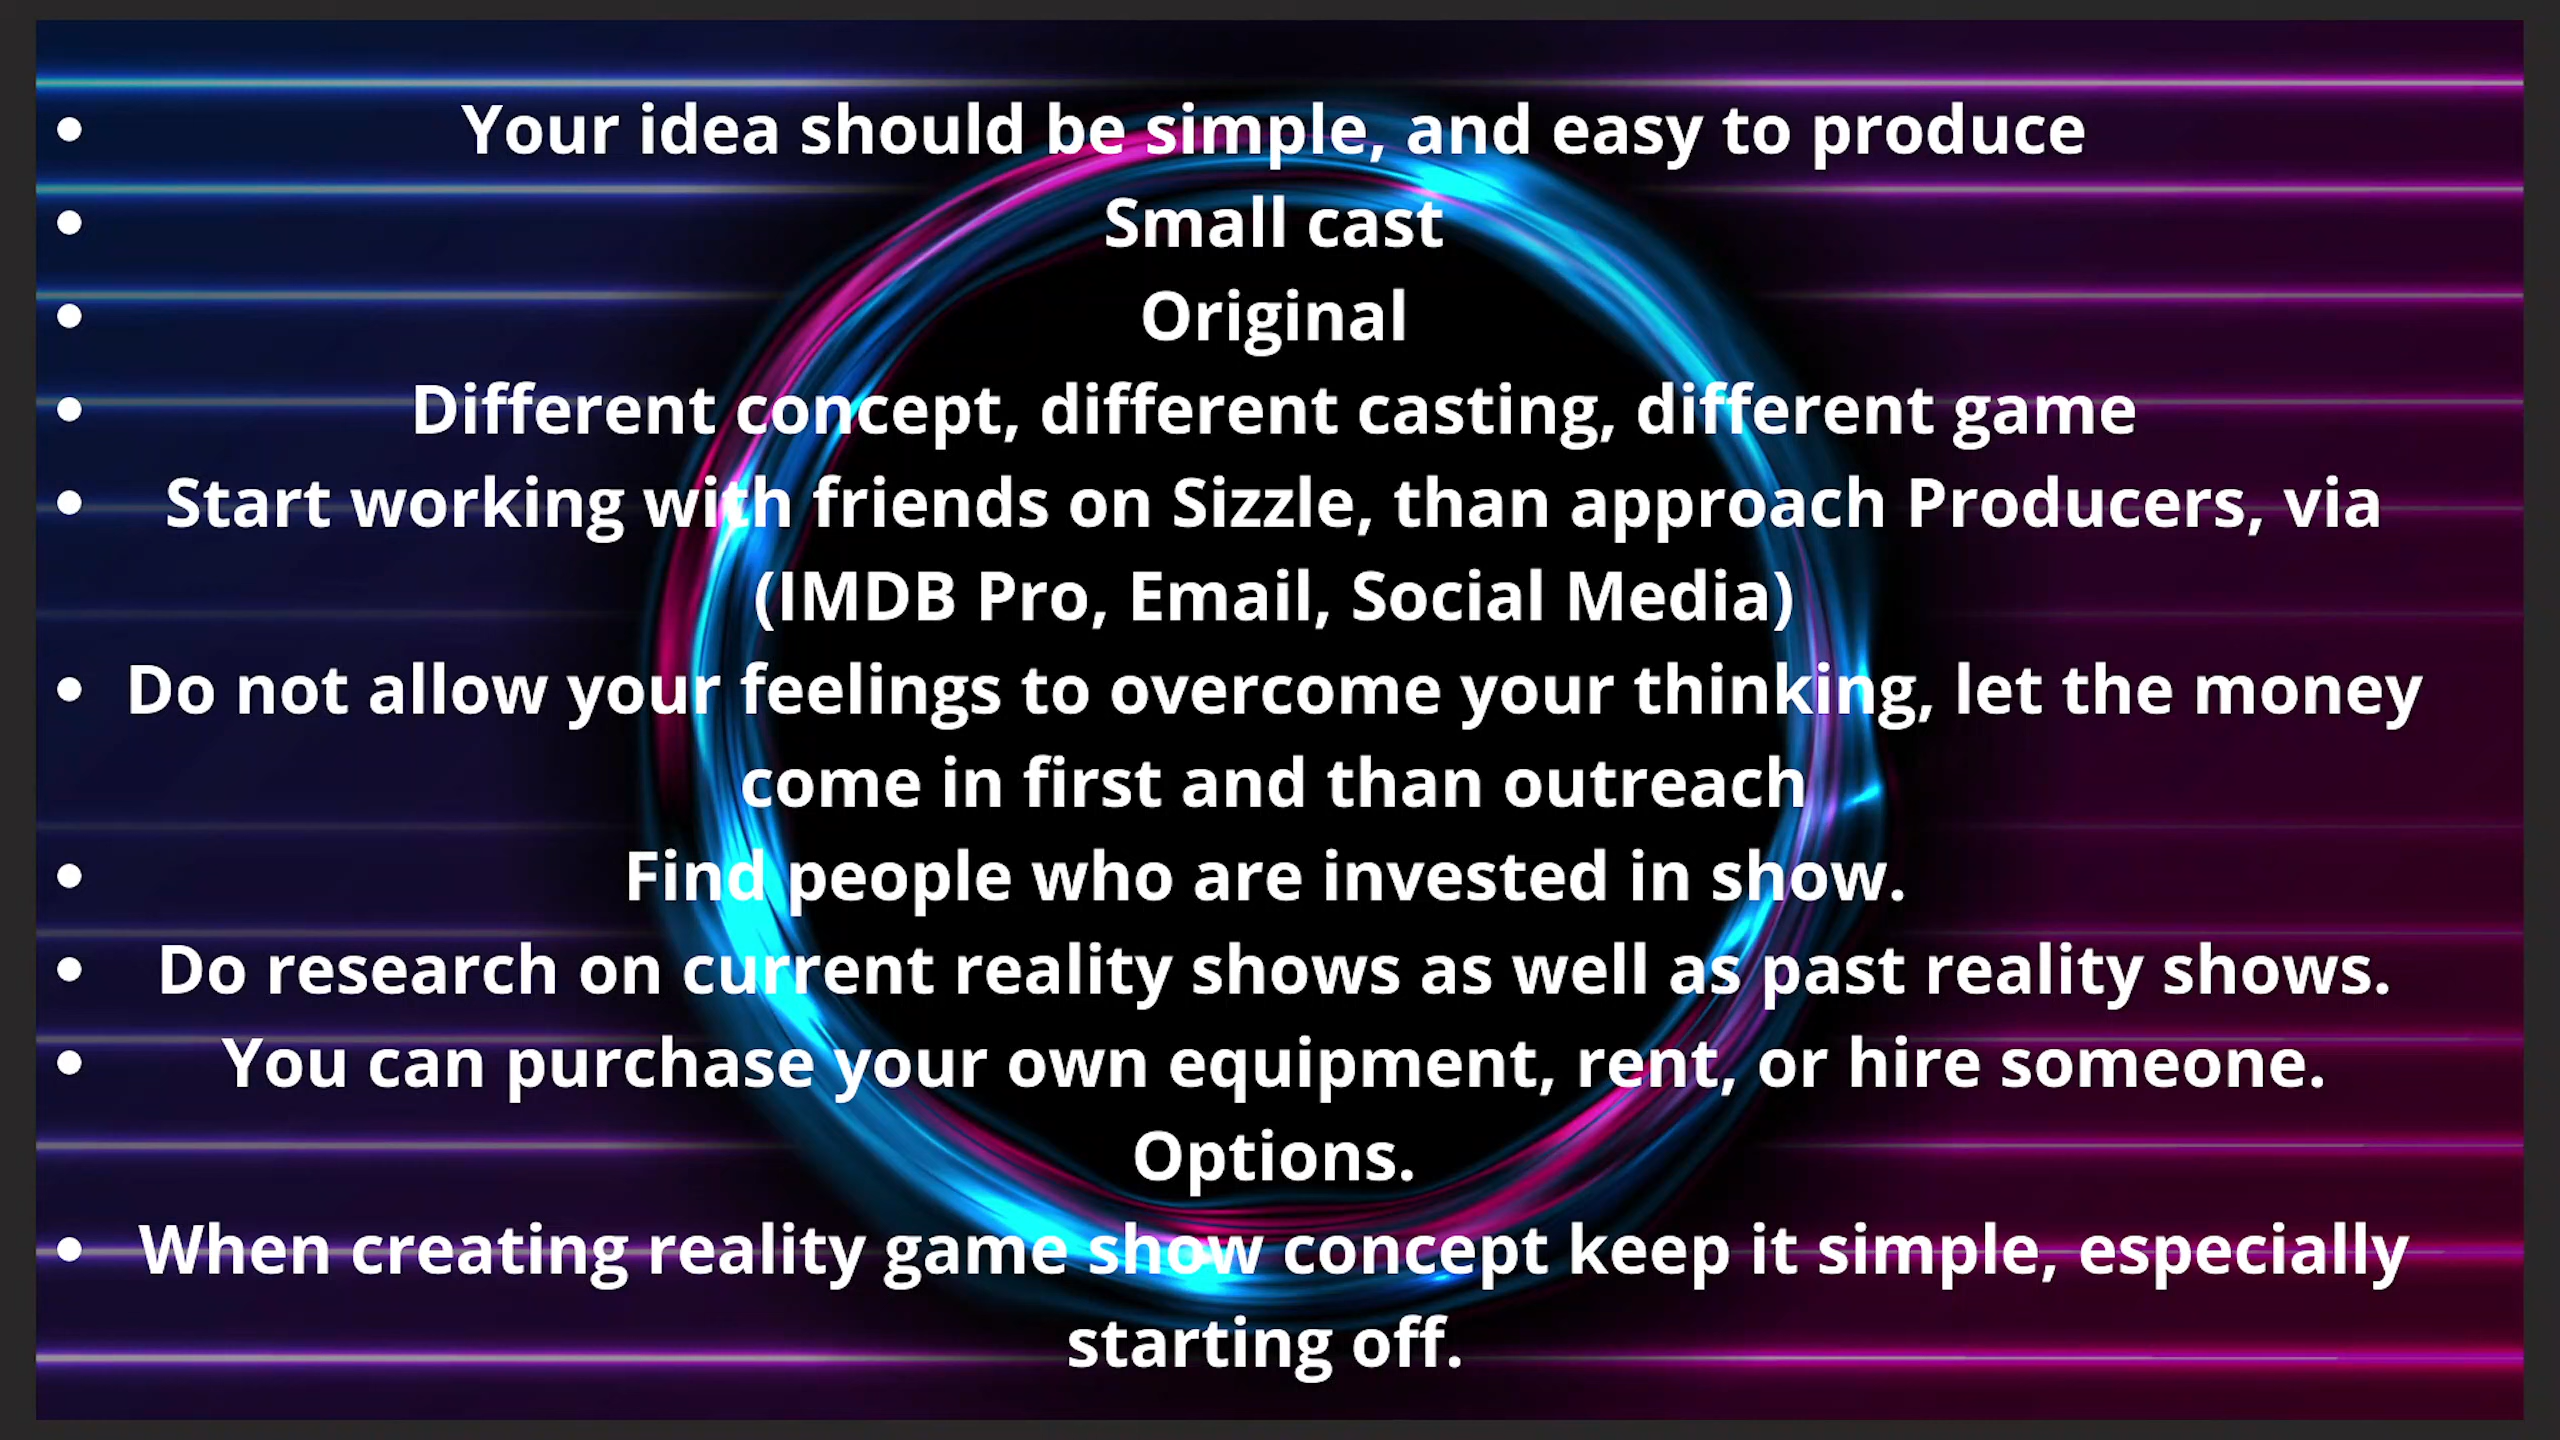 • Your idea should be simple, and easy to produce
• Small cast
• Original
• Different concept, different casting, different game
• Start working with friends on Sizzle, than approach Producers, via
(IMDB Pro, Email, Social Media)
• Do not allow your feelings to overcome your thinking, let the money
come in first and than outreach
• Find people who are invested in show.
• Do research on current reality shows as well as past reality shows.
• You can purchase your own equipment, rent, or hire someone.
Options.
• When creating reality game show concept keep it simple, especially
starting off.